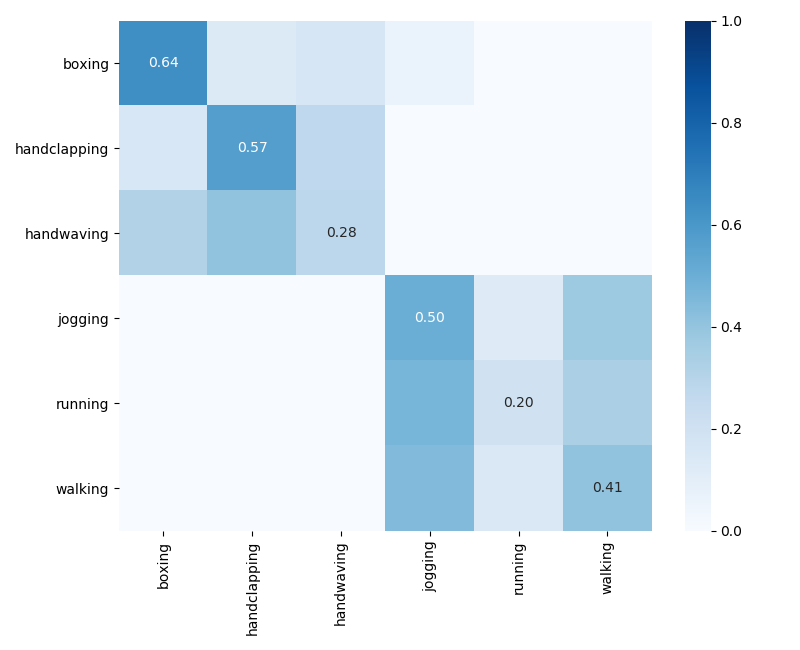 boxing
handclapping
handwaving
jogging
running
walking
0.64
0.57
0.28
0.50
0.20
0.41
boxing
handclapping
handwaving
jogging
running
walking
1.0
0.8
0.6
0.4
0.2
0.0